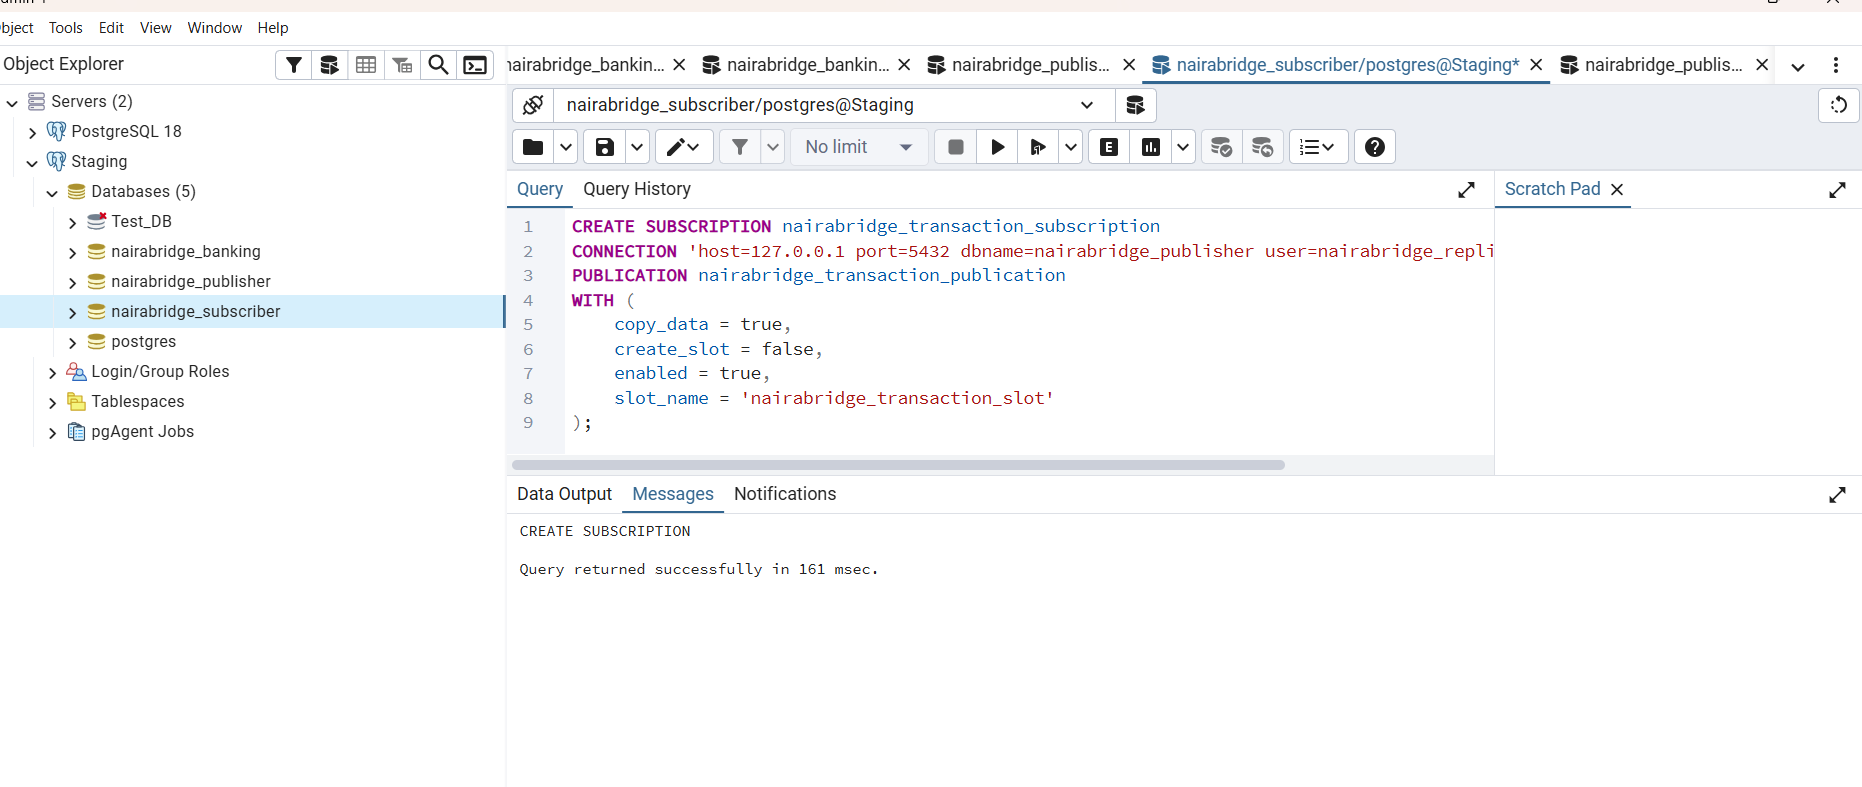 Tools Edit View Window Help
Object Explorer
nairabridge_publis...
nairabridge_subscriber/postgres@Staging*
nairabridge_publis...
Servers (2)
PostgreSQL 18
Staging
Databases (5)
Test_DB
nairabridge_banking
nairabridge_publisher
nairabridge_subscriber
postgres
Login/Group Roles
Tablespaces
pgAgent Jobs
nairabridge_bankin...
nairabridge_subscriber/postgres@Staging
No limit
E
Query Query History
Scratch Pad
1 CREATE SUBSCRIPTION nairabridge_transaction_subscription
2 CONNECTION 'host=127.0.0.1 port=5432 dbname=nairabridge_publisher user=nairabridge_repli
3 PUBLICATION nairabridge_transaction_publication
4 WITH (
5 copy_data = true,
6 create_slot = false,
7 enabled = true,
8 slot_name = 'nairabridge_transaction_slot'
9 );
Data Output Messages Notifications
CREATE SUBSCRIPTION
Query returned successfully in 161 msec.